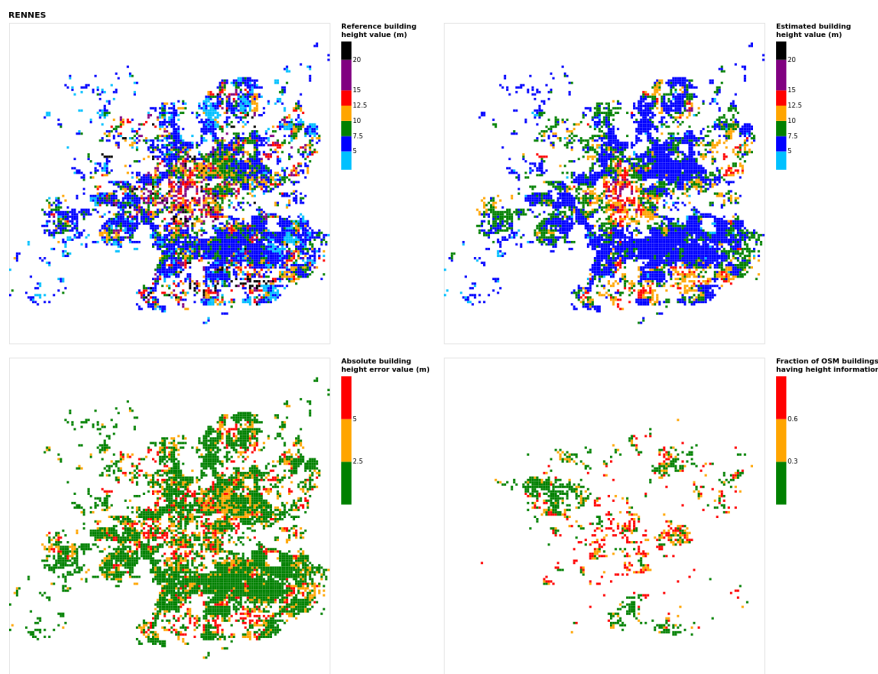 RENNES
Reference building
height value (m)
20
15
12.5
10
7.5
5
Estimated building
height value (m)
20
15
12.5
10
7.5
5
Absolute building
height error value (m)
5
2.5
Fraction of OSM buildings
having height information
0.6
0.3